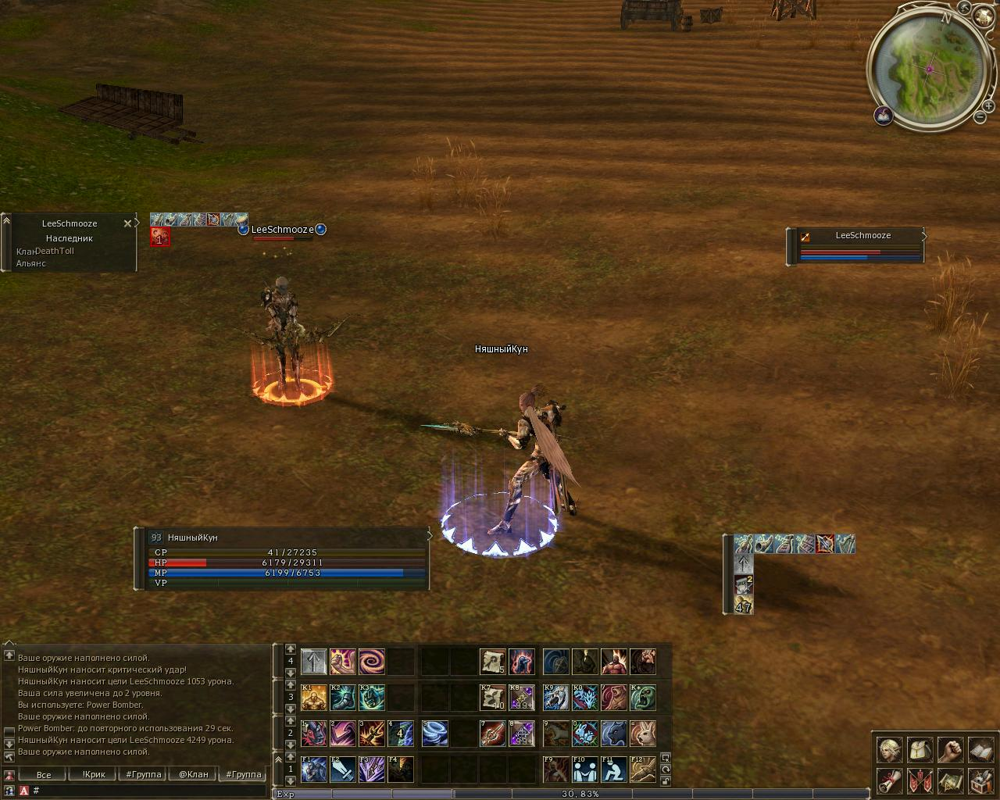 N
LeeSchmooze
Наследник
КланDeathToll
Альянс
1
LeeSchmooze
LeeSchmooze
НяшныйКун
93 НяшныйКун
CP 41/27235
HP 6179/29311
MP 6199/6753
VP
2
47
Ваше оружие наполнено силой.
НяшныйКун наносит критический удар!
НяшныйКун наносит цели LeeSchmooze 1053 урона.
Ваша сила увеличена до 2 уровня.
Вы используете: Power Bomber.
Ваше оружие наполнено силой.
Power Bomber: до повторного использования 29 сек.
НяшныйКун наносит цели LeeSchmooze 4249 урона.
Ваше оружие наполнено силой.
Все !Крик #Группа @Клан #Группа
A #
4 5
3 K1 K2 K3 K7 10 K8 99+ K9 K0 K+
2 1 2 3 4 4 5 7 8 99+ 9 0 - =
1 F1 F2 F3 F4 F9 F10 F11 F12
Exp 30,83%